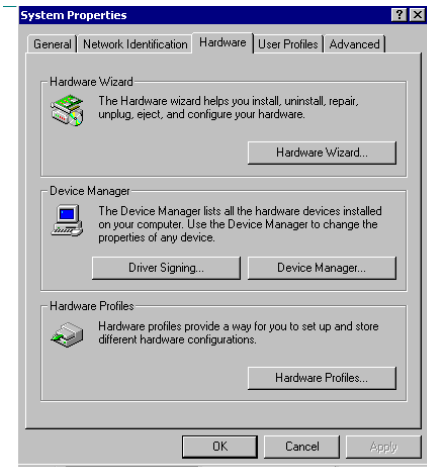 System Properties
General Network Identification Hardware User Profiles Advanced
Hardware Wizard
The Hardware wizard helps you install, uninstall, repair,
unplug, eject, and configure your hardware.
Hardware Wizard...
Device Manager
The Device Manager lists all the hardware devices installed
on your computer. Use the Device Manager to change the
properties of any device.
Driver Signing... Device Manager...
Hardware Profiles
Hardware profiles provide a way for you to set up and store
different hardware configurations.
Hardware Profiles...
OK Cancel Apply